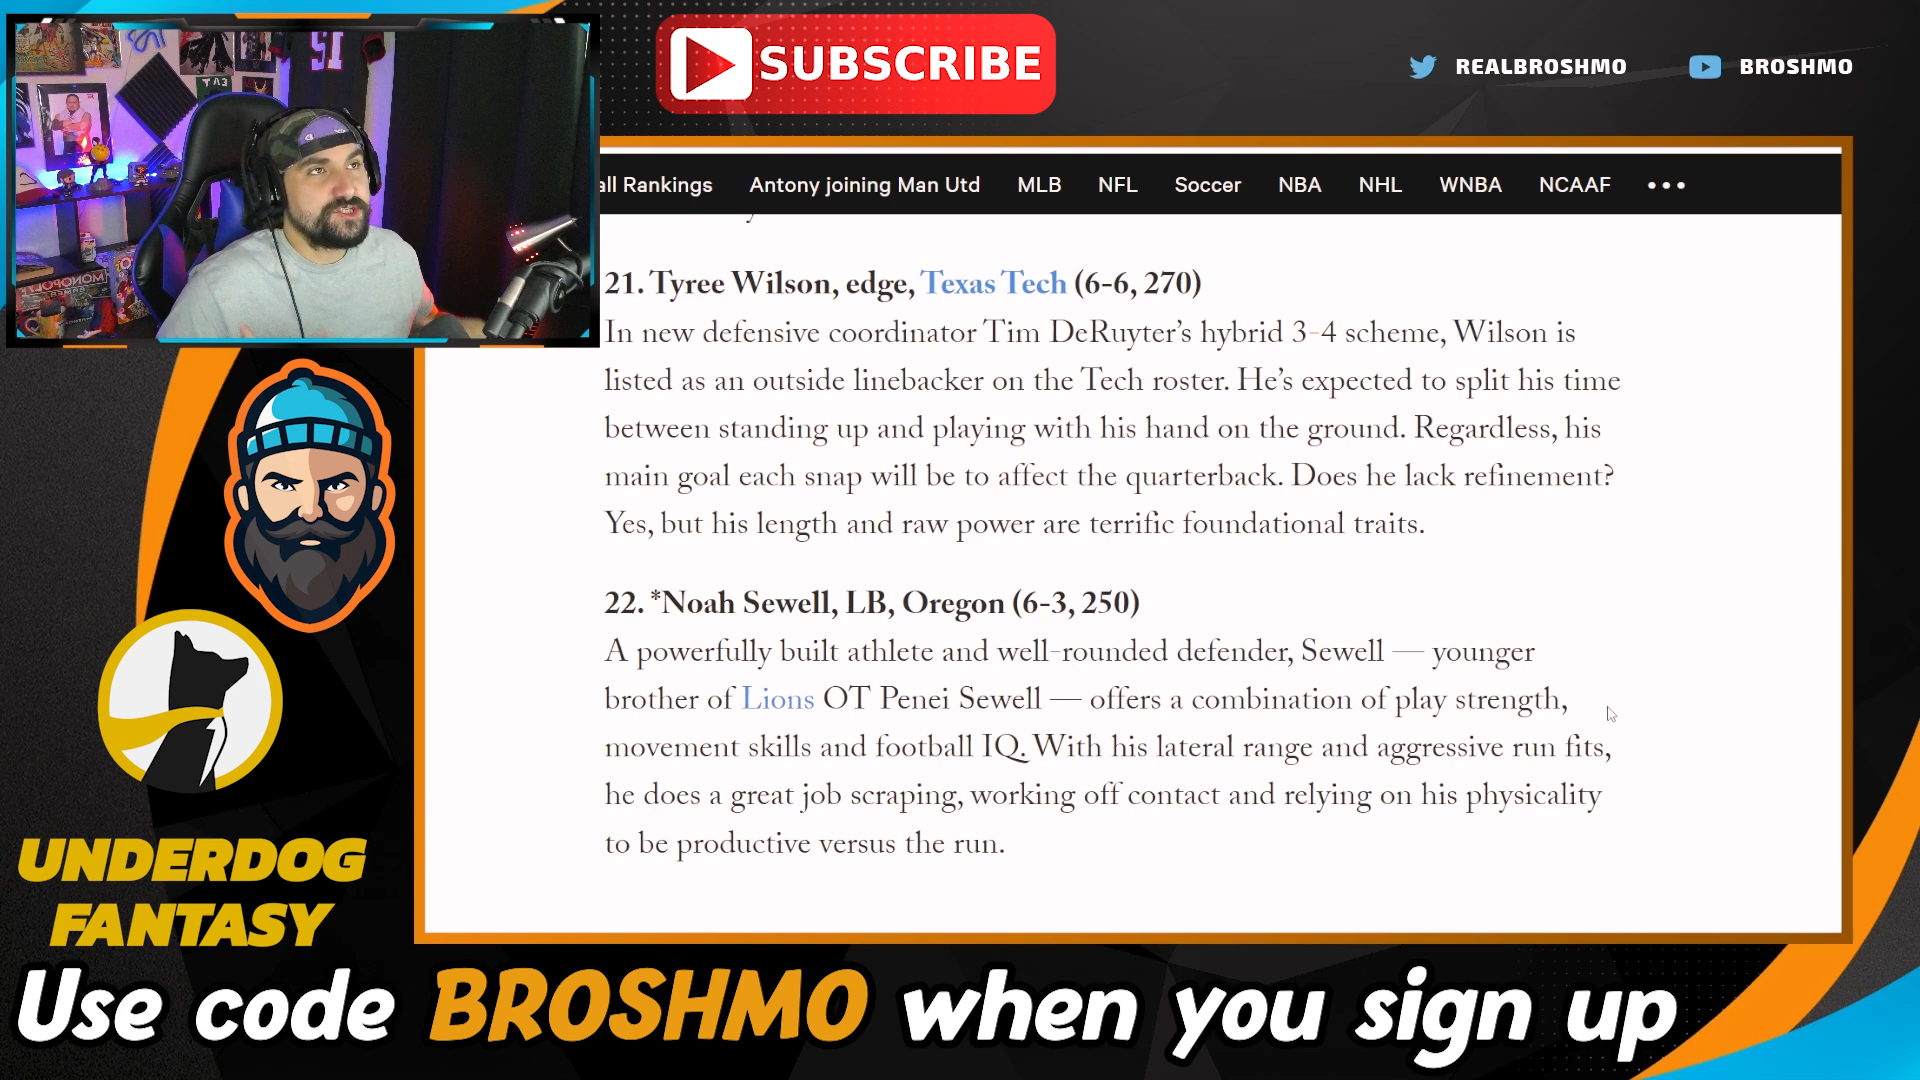 SUBSCRIBE
REALBROSHMO
BROSHMO
all Rankings Antony joining Man Utd MLB NFL Soccer NBA NHL WNBA NCAAF •••
21. Tyree Wilson, edge, Texas Tech (6-6, 270)
In new defensive coordinator Tim DeRuyter’s hybrid 3-4 scheme, Wilson is
listed as an outside linebacker on the Tech roster. He’s expected to split his time
between standing up and playing with his hand on the ground. Regardless, his
main goal each snap will be to affect the quarterback. Does he lack refinement?
Yes, but his length and raw power are terrific foundational traits.
22. *Noah Sewell, LB, Oregon (6-3, 250)
A powerfully built athlete and well-rounded defender, Sewell — younger
brother of Lions OT Penei Sewell — offers a combination of play strength,
movement skills and football IQ. With his lateral range and aggressive run fits,
he does a great job scraping, working off contact and relying on his physicality
to be productive versus the run.
MONOPOLY
15
UNDERDOG
FANTASY
Use code BROSHMO when you sign up